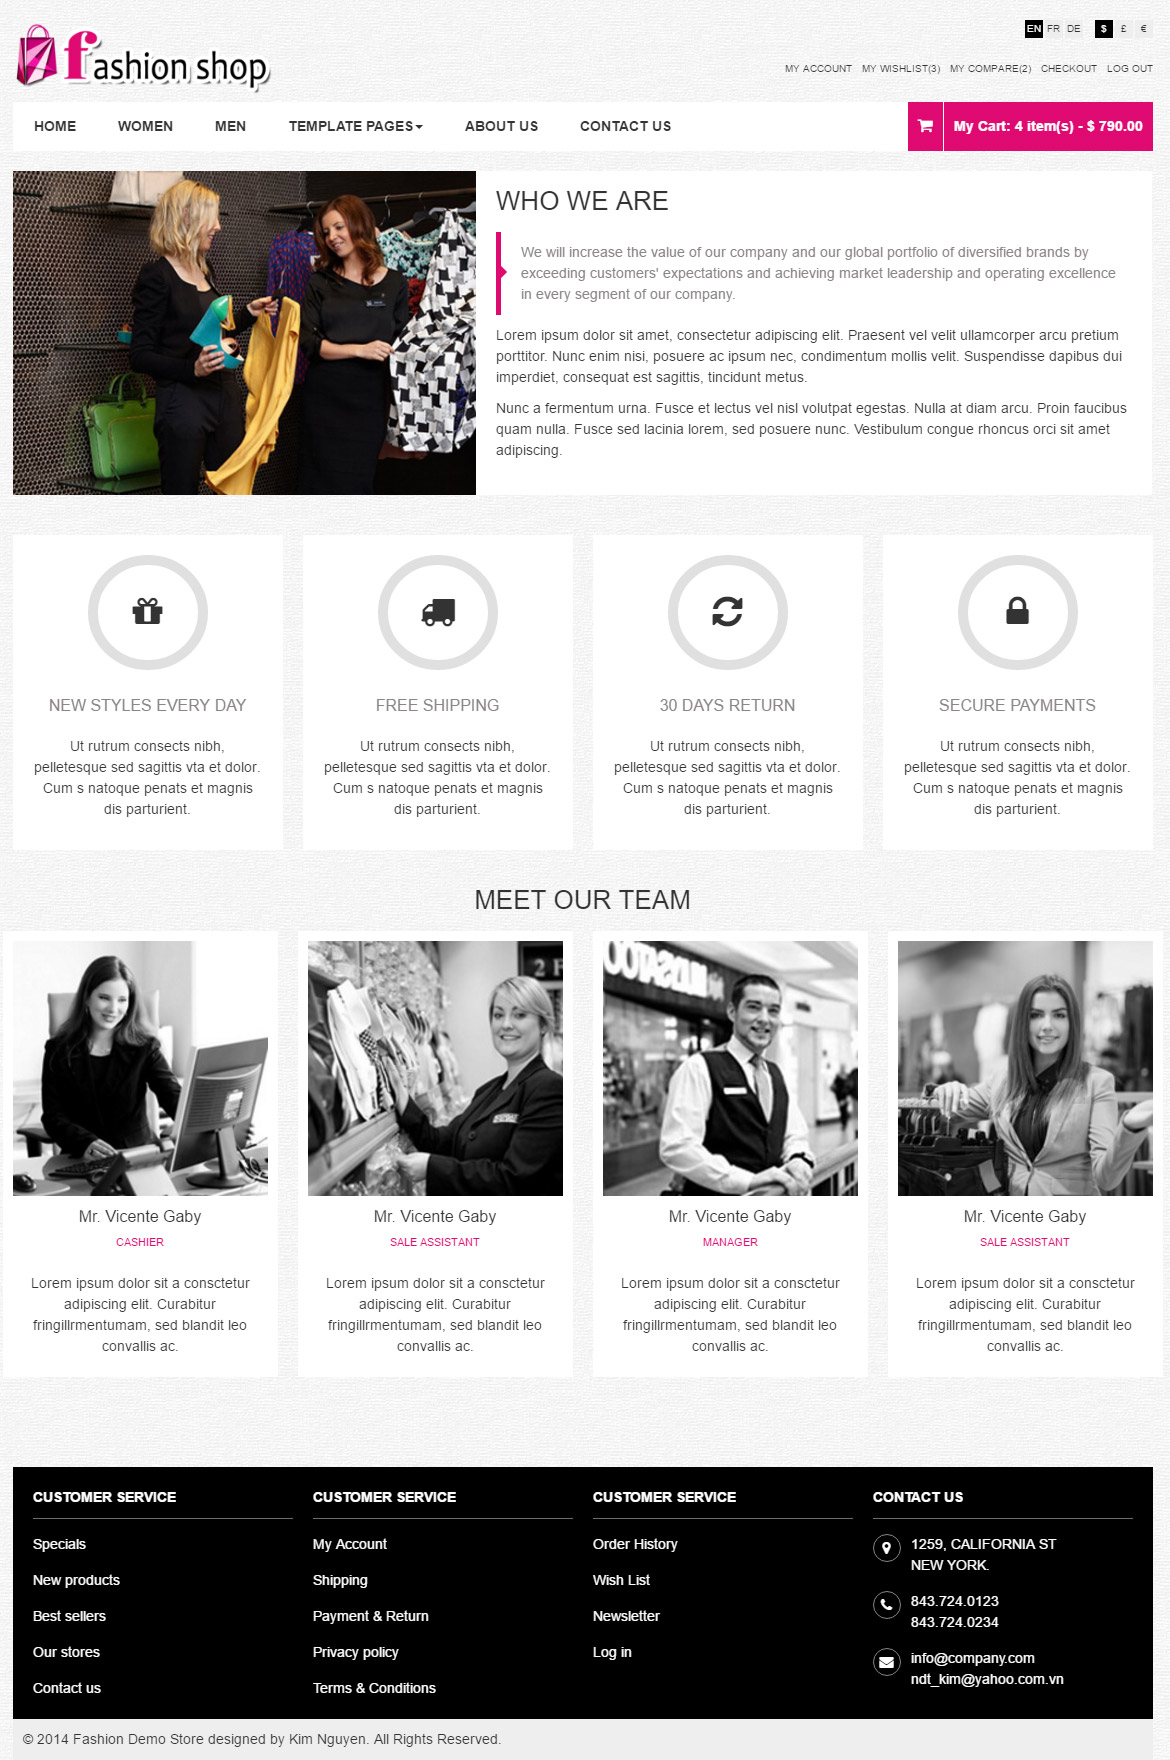 fashion shop
EN FR DE $ £ €
MY ACCOUNT MY WISHLIST(3) MY COMPARE(2) CHECKOUT LOG OUT
HOME WOMEN MEN TEMPLATE PAGES ABOUT US CONTACT US My Cart: 4 item(s) - $ 790.00
WHO WE ARE
We will increase the value of our company and our global portfolio of diversified brands by
exceeding customers' expectations and achieving market leadership and operating excellence
in every segment of our company.
Lorem ipsum dolor sit amet, consectetur adipiscing elit. Praesent vel velit ullamcorper arcu pretium
porttitor. Nunc enim nisi, posuere ac ipsum nec, condimentum mollis velit. Suspendisse dapibus dui
imperdiet, consequat est sagittis, tincidunt metus.
Nunc a fermentum urna. Fusce et lectus vel nisl volutpat egestas. Nulla at diam arcu. Proin faucibus
quam nulla. Fusce sed lacinia lorem, sed posuere nunc. Vestibulum congue rhoncus orci sit amet
adipiscing.
NEW STYLES EVERY DAY
Ut rutrum consects nibh,
pelletesque sed sagittis vta et dolor.
Cum s natoque penats et magnis
dis parturient.
FREE SHIPPING
Ut rutrum consects nibh,
pelletesque sed sagittis vta et dolor.
Cum s natoque penats et magnis
dis parturient.
30 DAYS RETURN
Ut rutrum consects nibh,
pelletesque sed sagittis vta et dolor.
Cum s natoque penats et magnis
dis parturient.
SECURE PAYMENTS
Ut rutrum consects nibh,
pelletesque sed sagittis vta et dolor.
Cum s natoque penats et magnis
dis parturient.
MEET OUR TEAM
Mr. Vicente Gaby
CASHIER
Lorem ipsum dolor sit a consctetur
adipiscing elit. Curabitur
fringillrmentumam, sed blandit leo
convallis ac.
2 F
Mr. Vicente Gaby
SALE ASSISTANT
Lorem ipsum dolor sit a consctetur
adipiscing elit. Curabitur
fringillrmentumam, sed blandit leo
convallis ac.
Mr. Vicente Gaby
MANAGER
Lorem ipsum dolor sit a consctetur
adipiscing elit. Curabitur
fringillrmentumam, sed blandit leo
convallis ac.
Mr. Vicente Gaby
SALE ASSISTANT
Lorem ipsum dolor sit a consctetur
adipiscing elit. Curabitur
fringillrmentumam, sed blandit leo
convallis ac.
CUSTOMER SERVICE
Specials
New products
Best sellers
Our stores
Contact us
CUSTOMER SERVICE
My Account
Shipping
Payment & Return
Privacy policy
Terms & Conditions
CUSTOMER SERVICE
Order History
Wish List
Newsletter
Log in
CONTACT US
1259, CALIFORNIA ST
NEW YORK.
843.724.0123
843.724.0234
info@company.com
ndt_kim@yahoo.com.vn
© 2014 Fashion Demo Store designed by Kim Nguyen. All Rights Reserved.